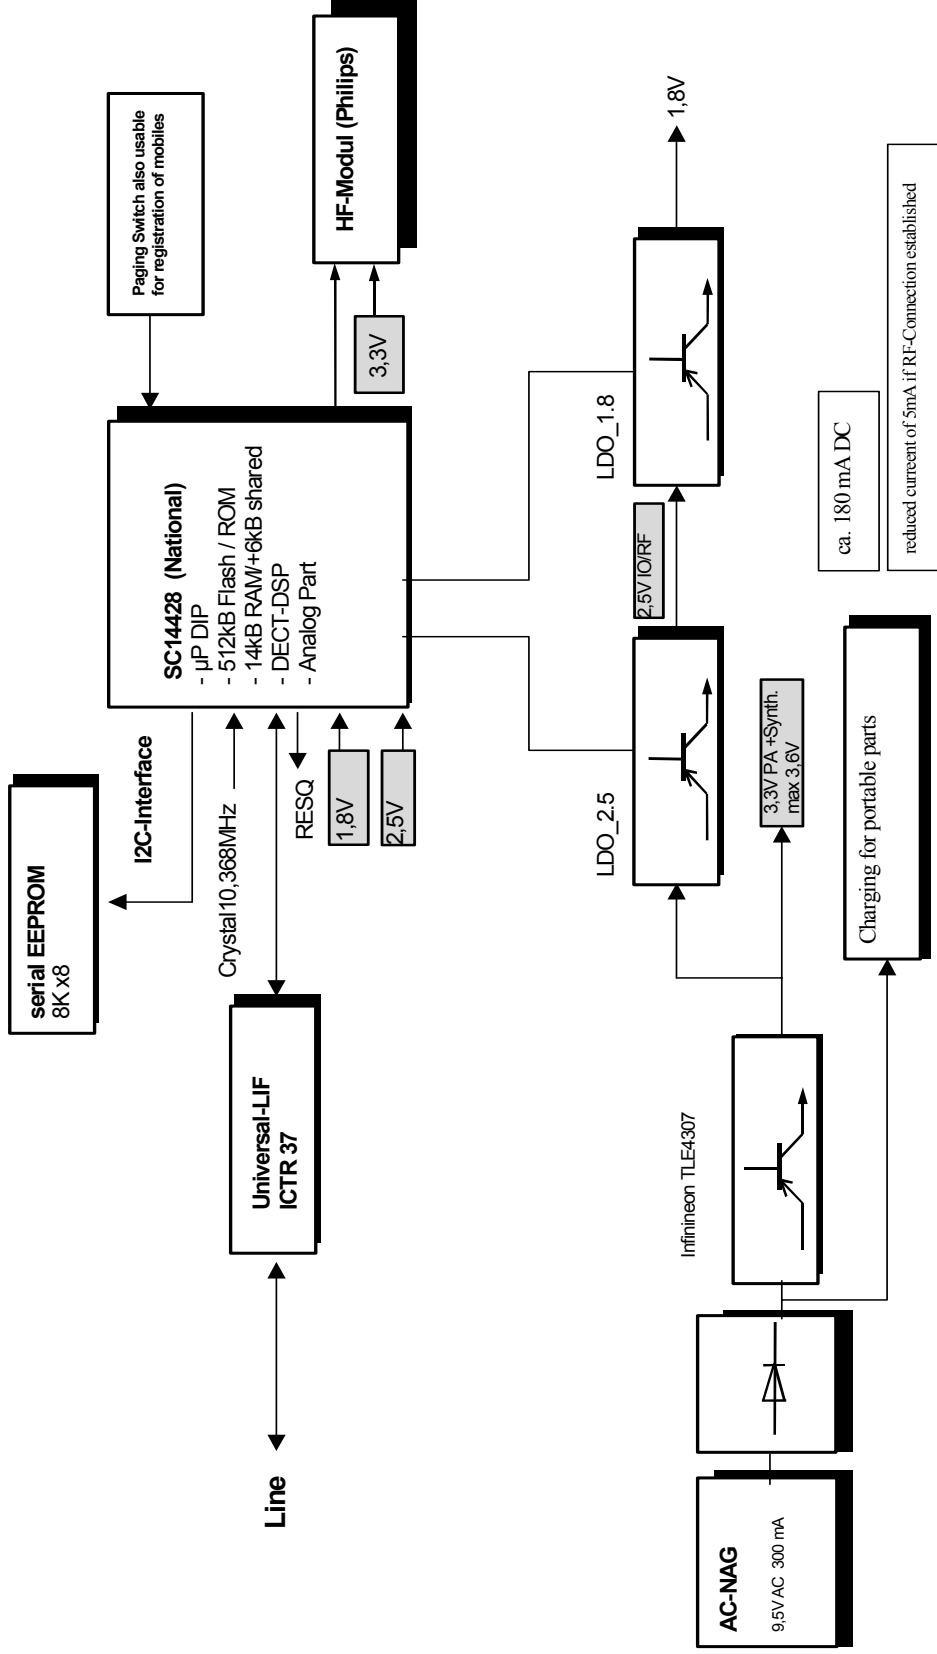 serial EEPROM
8K x8
I2C-Interface
Paging Switch also usable
for registration of mobiles
SC14428 (National)
- µP DIP
- 512kB Flash / ROM
- 14kB RAM/+6kB shared
- DECT-DSP
- Analog Part
HF-Modul (Philips)
3,3V
Crystal10,368MHz
RESQ
1,8V
2,5V
Universal-LIF
ICTR 37
Line
LDO_2.5
2,5V IO/RF
LDO_1.8
1,8V
Infinineon TLE4307
3,3V PA +Synth.
max 3,6V
AC-NAG
9,5V AC 300 mA
Charging for portable parts
ca. 180 mA DC
reduced curreent of 5mA if RF-Connection established